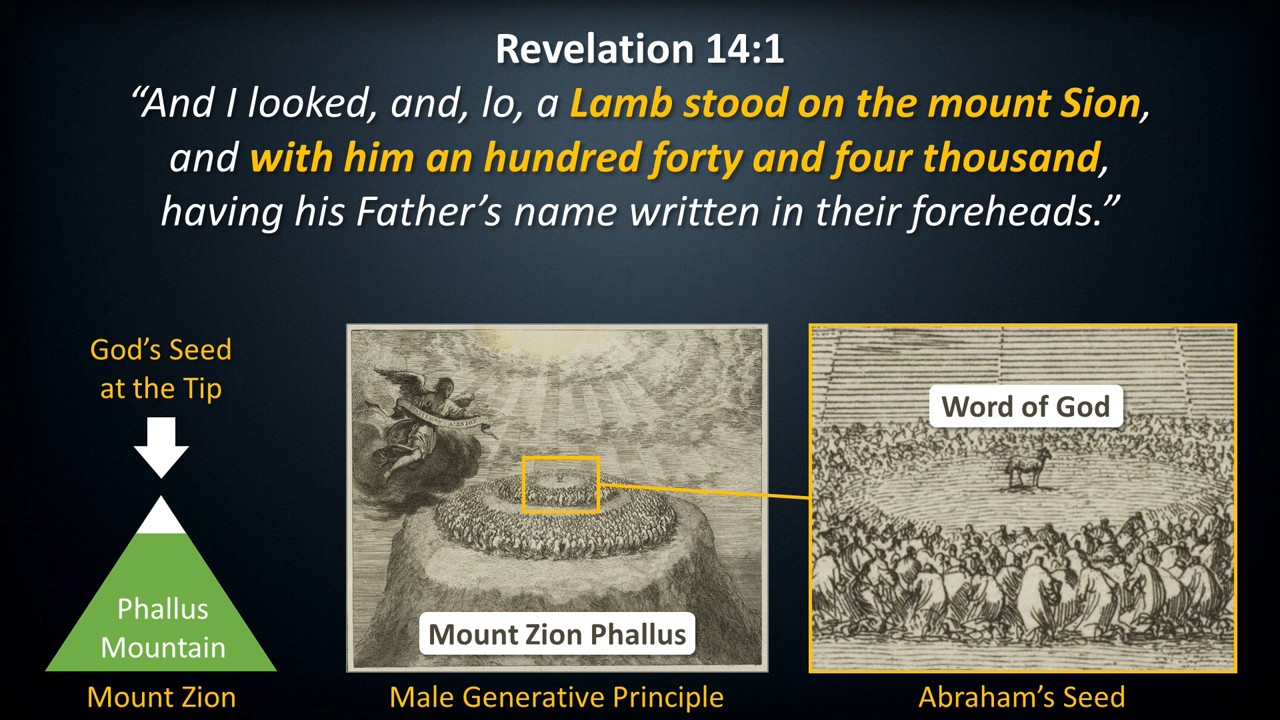 Revelation 14:1
“And I looked, and, lo, a Lamb stood on the mount Sion,
and with him an hundred forty and four thousand,
having his Father’s name written in their foreheads.”
God’s Seed
at the Tip
Phallus
Mountain
Mount Zion
Mount Zion Phallus
Male Generative Principle
Word of God
Abraham’s Seed